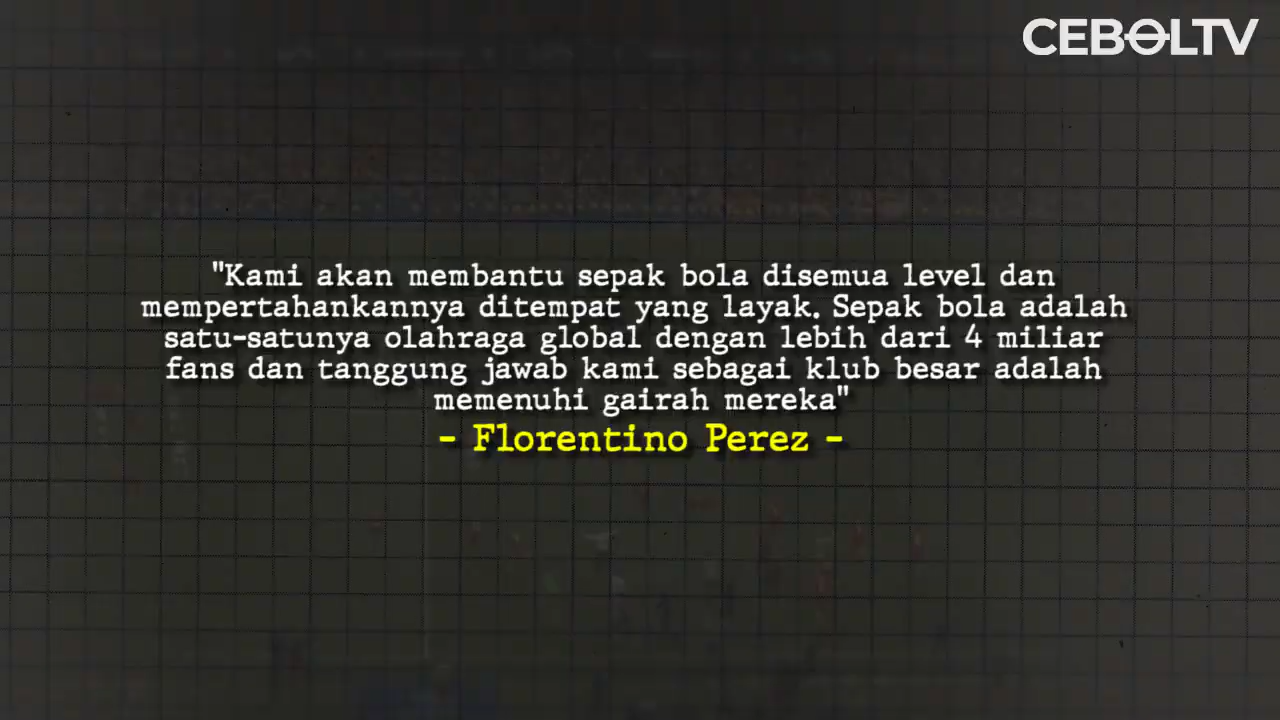 CEBOLTV
"Kami akan membantu sepak bola disemua level dan
mempertahankannya ditempat yang layak. Sepak bola adalah
satu-satunya olahraga global dengan lebih dari 4 miliar
fans dan tanggung jawab kami sebagai klub besar adalah
memenuhi gairah mereka"
- Florentino Perez -